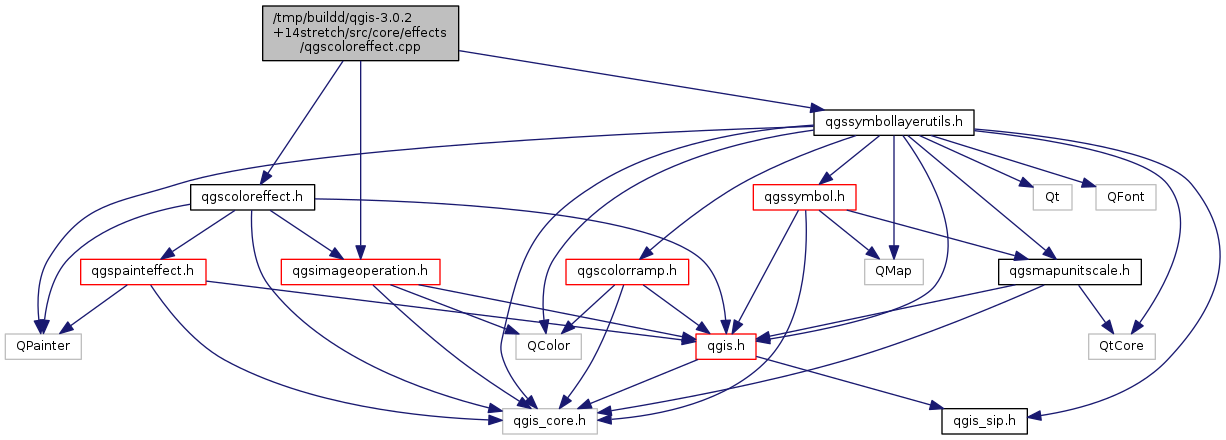 /tmp/buildd/qgis-3.0.2
+14stretch/src/core/effects
/qgscoloreffect.cpp
qgssymbollayerutils.h
qgscoloreffect.h
qgssymbol.h
Qt
QFont
qgspainteffect.h
qgsimageoperation.h
qgscolorramp.h
QMap
qgsmapunitscale.h
QPainter
QColor
qgis.h
QtCore
qgis_core.h
qgis_sip.h